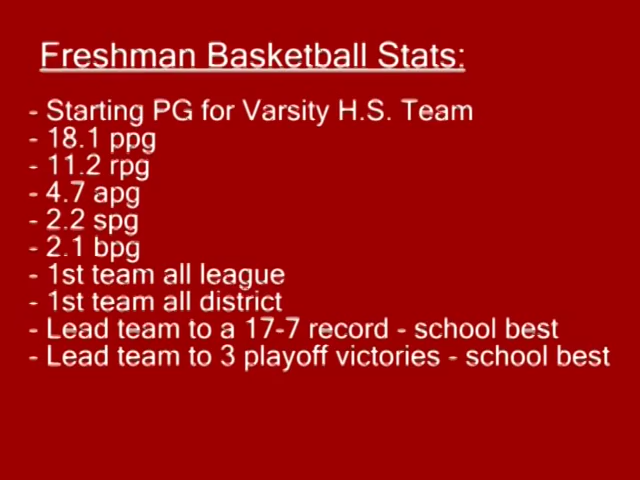 Freshman Basketball Stats:
- Starting PG for Varsity H.S. Team
- 18.1 ppg
- 11.2 rpg
- 4.7 apg
- 2.2 spg
- 2.1 bpg
- 1st team all league
- 1st team all district
- Lead team to a 17-7 record - school best
- Lead team to 3 playoff victories - school best